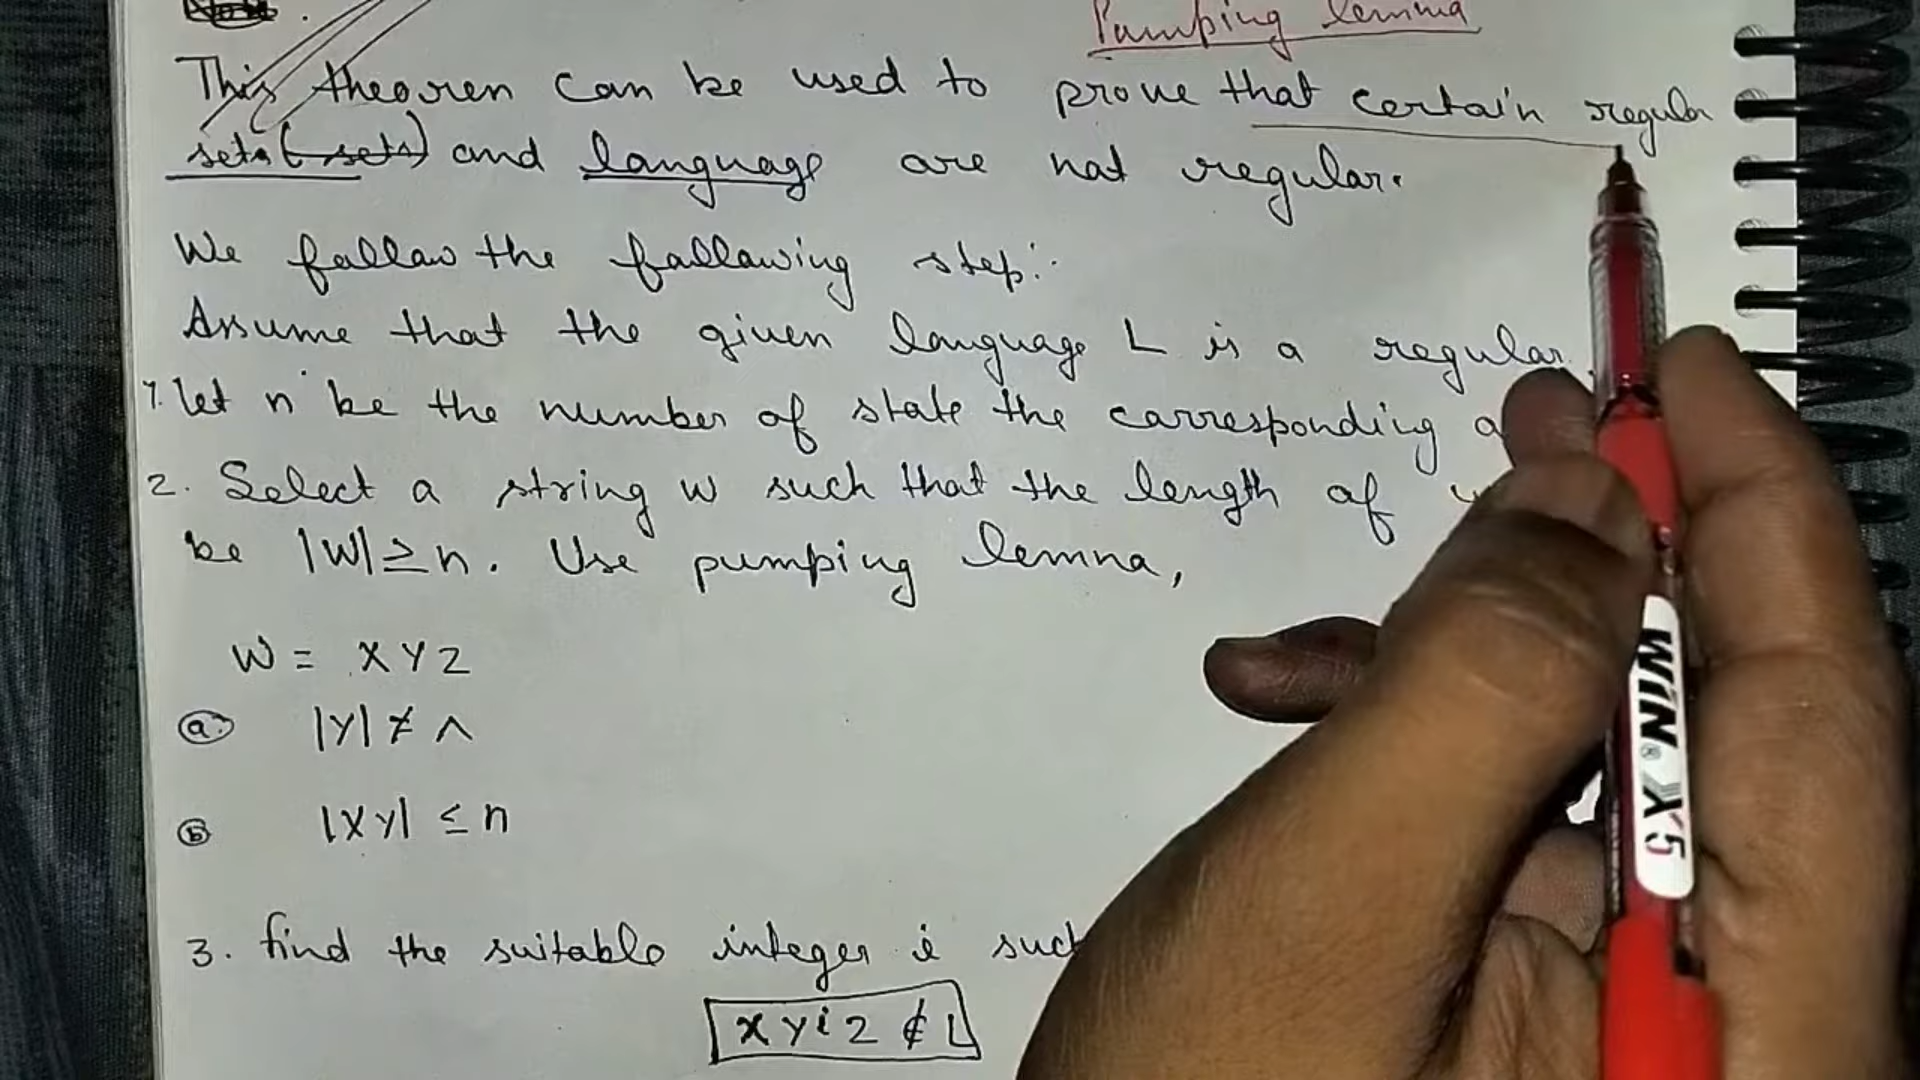 Pumping lemma
This theoren can be used to prove that certain regular
sets (sets) and language are not regular.
We fallow the fallowing step:-
Assume that the given language L is a regular.
1. let n be the number of state the carresponding a
2. Select a string w such that the length of
be |W| ≥ n. Use pumping lemna,
W = XYZ
(a) |Y| ≠ ∧
(b) |XY| ≤ n
3. find the suitable integer i such
xyiz ∉ L
WIN X5